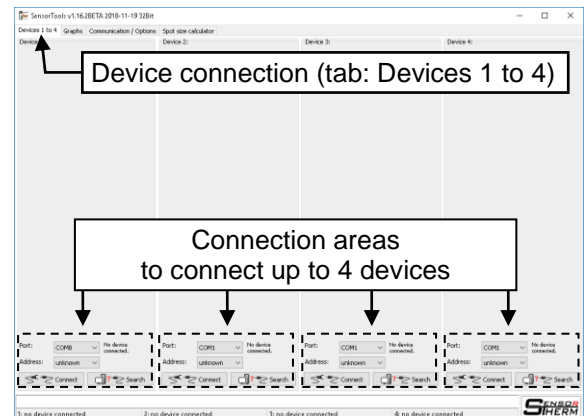 SensorTools v1.16.2BETA 2018-11-19 32Bit
Devices 1 to 4 Graphs Communication / Options Spot size calculator
Device Device 2: Device 3: Device 4:
Device connection (tab: Devices 1 to 4)
Connection areas
to connect up to 4 devices
Port: COM8 No device connected. Port: COM1 No device connected. Port: COM1 No device connected. Port: COM1 No device connected.
Address: unknown Address: unknown Address: unknown Address: unknown
Connect Search Connect Search Connect Search Connect Search
SENSOR
THERM
1: no device connected 2: no device connected 3: no device connected 4: no device connected